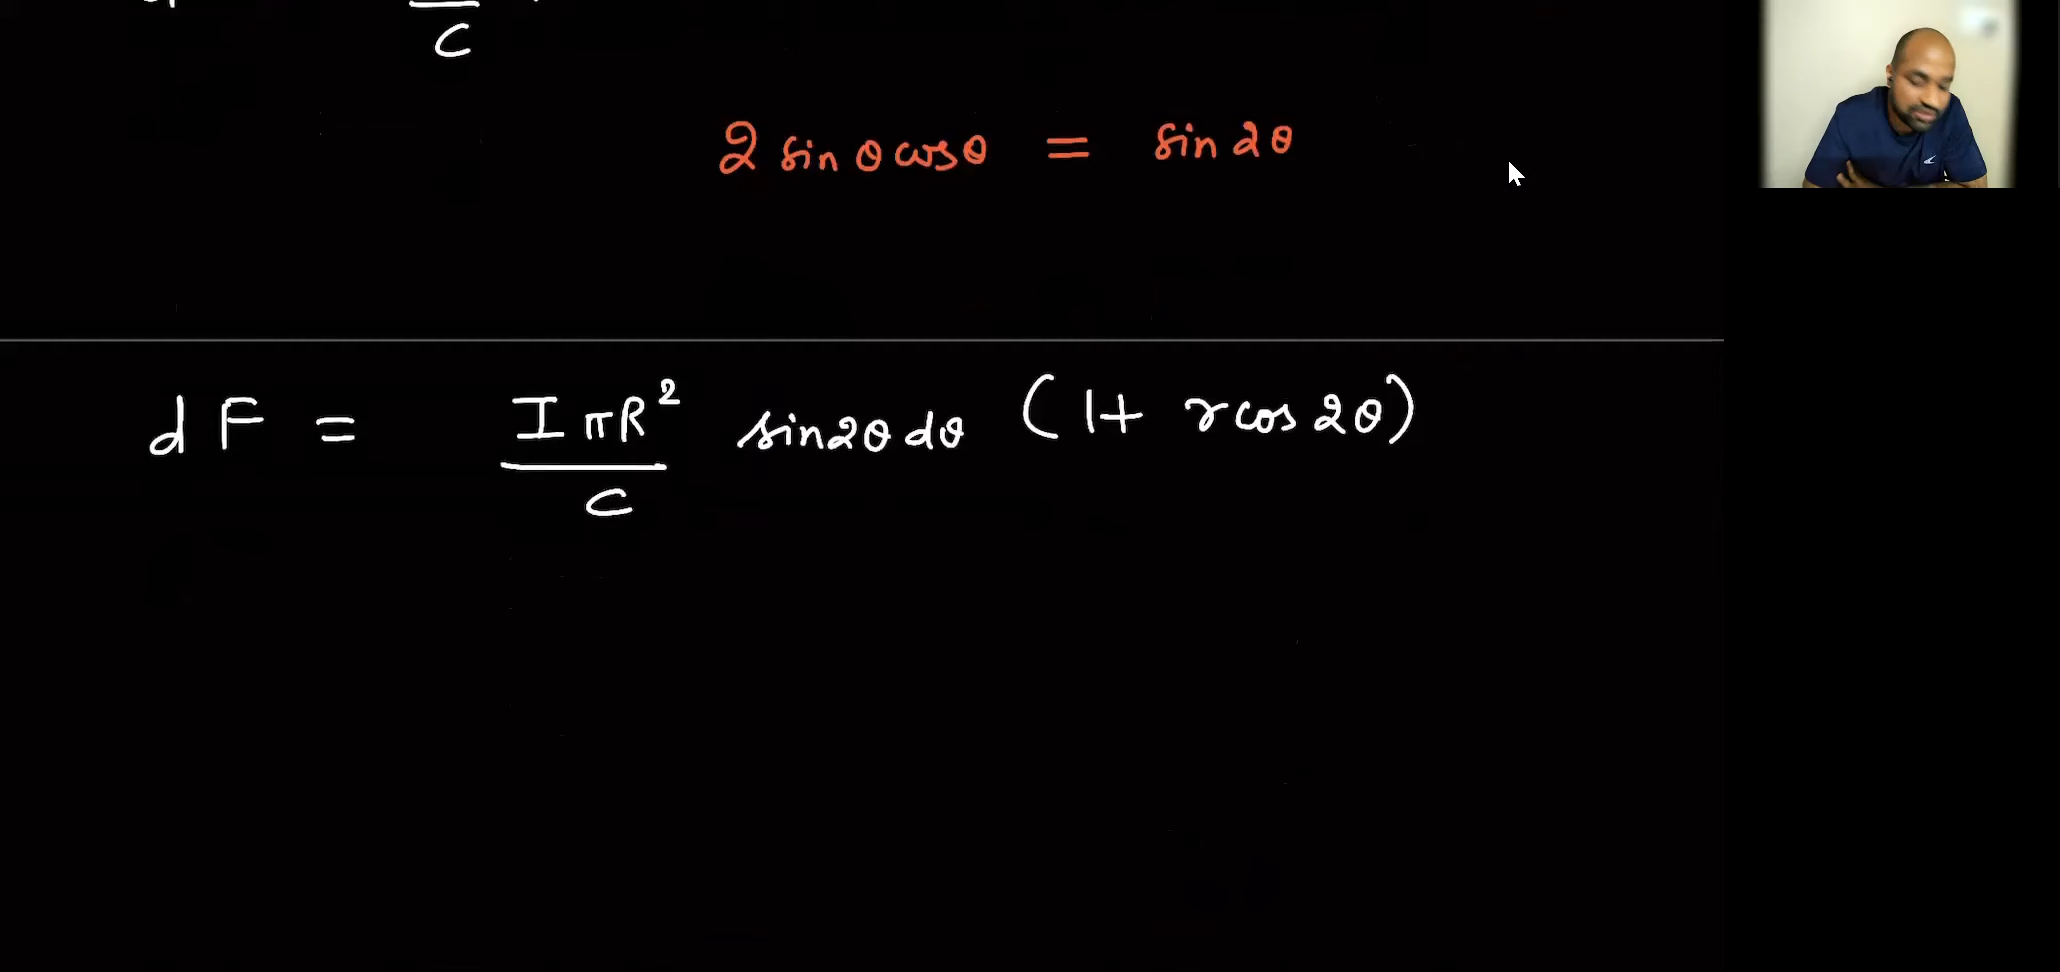 C
2 sin θ cos θ = sin 2θ
dF = IπR² / C sin2θ dθ (1 + r cos 2θ)